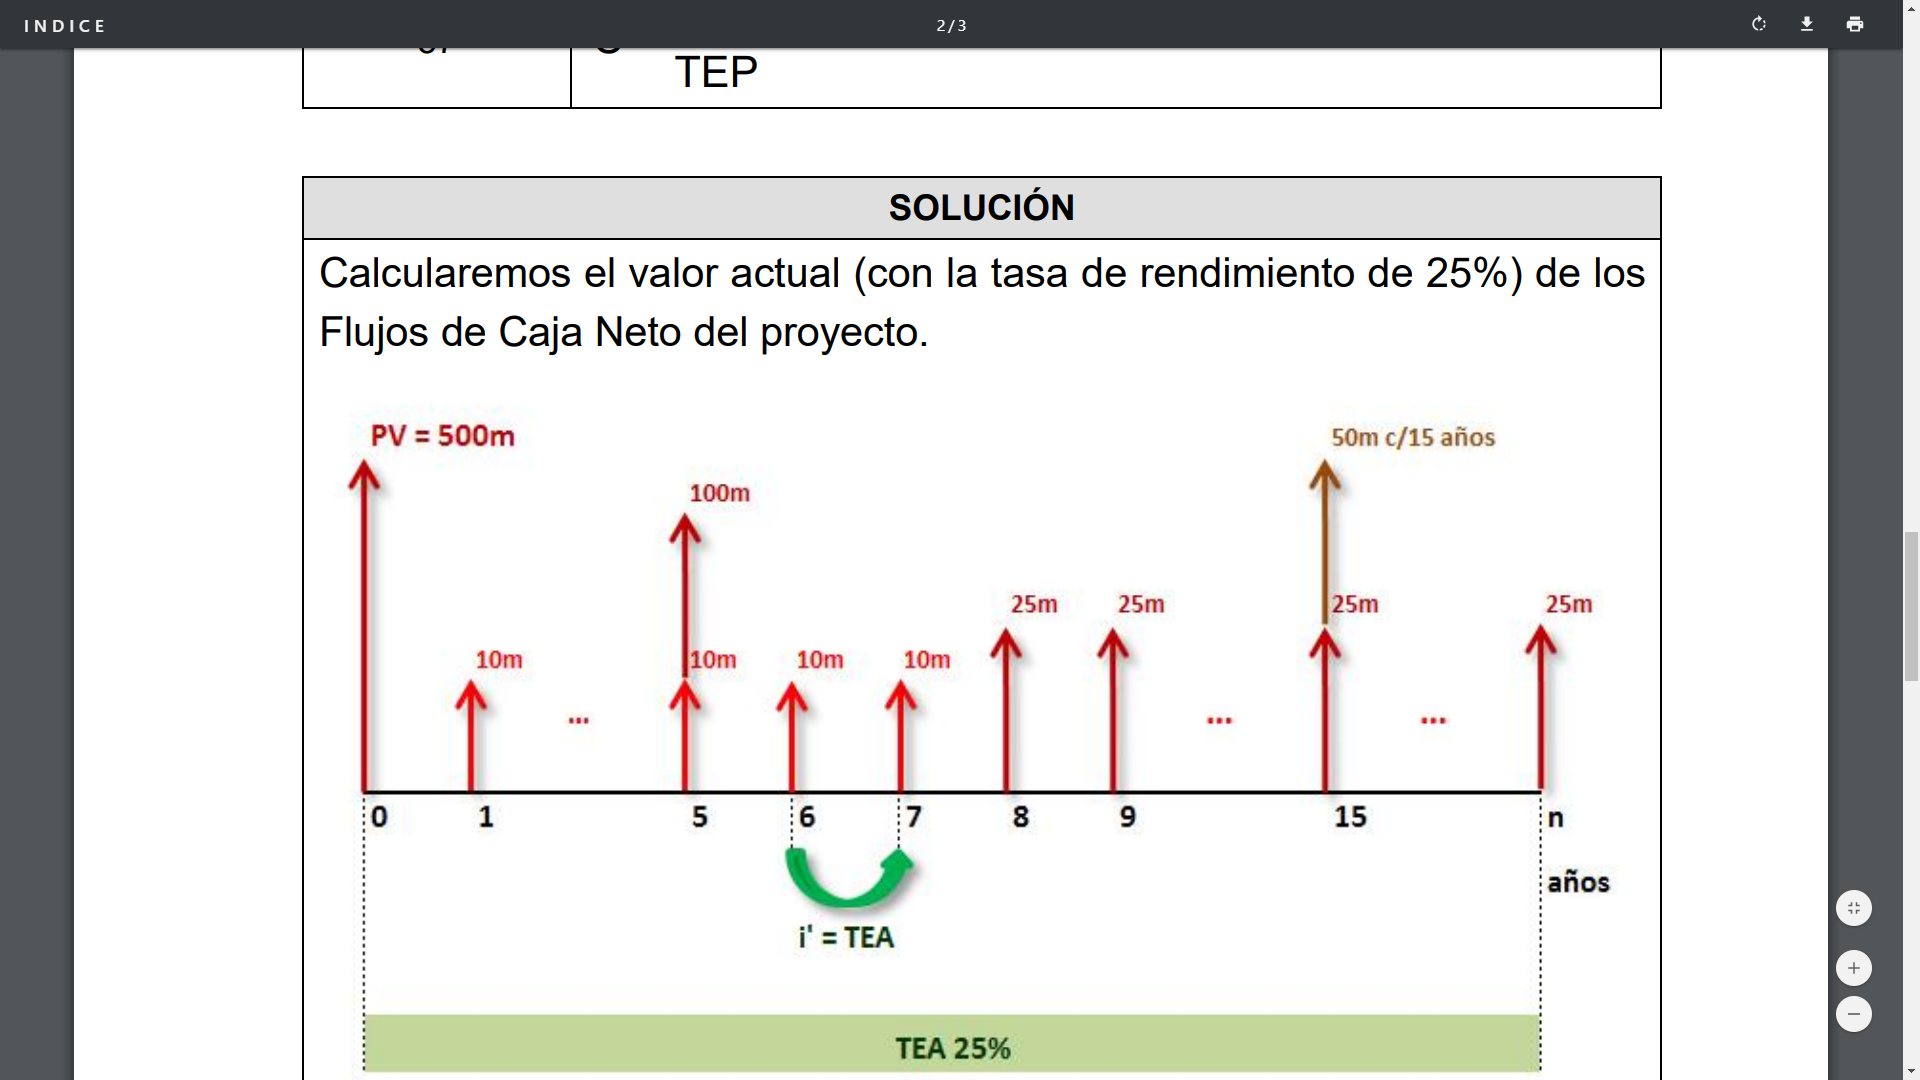 INDICE
2/3
TEP
SOLUCIÓN
Calcularemos el valor actual (con la tasa de rendimiento de 25%) de los
Flujos de Caja Neto del proyecto.
PV = 500m
50m c/15 años
100m
25m 25m 25m 25m
10m 10m 10m 10m
... ... ...
0 1 5 6 7 8 9 15 n
años
i' = TEA
TEA 25%